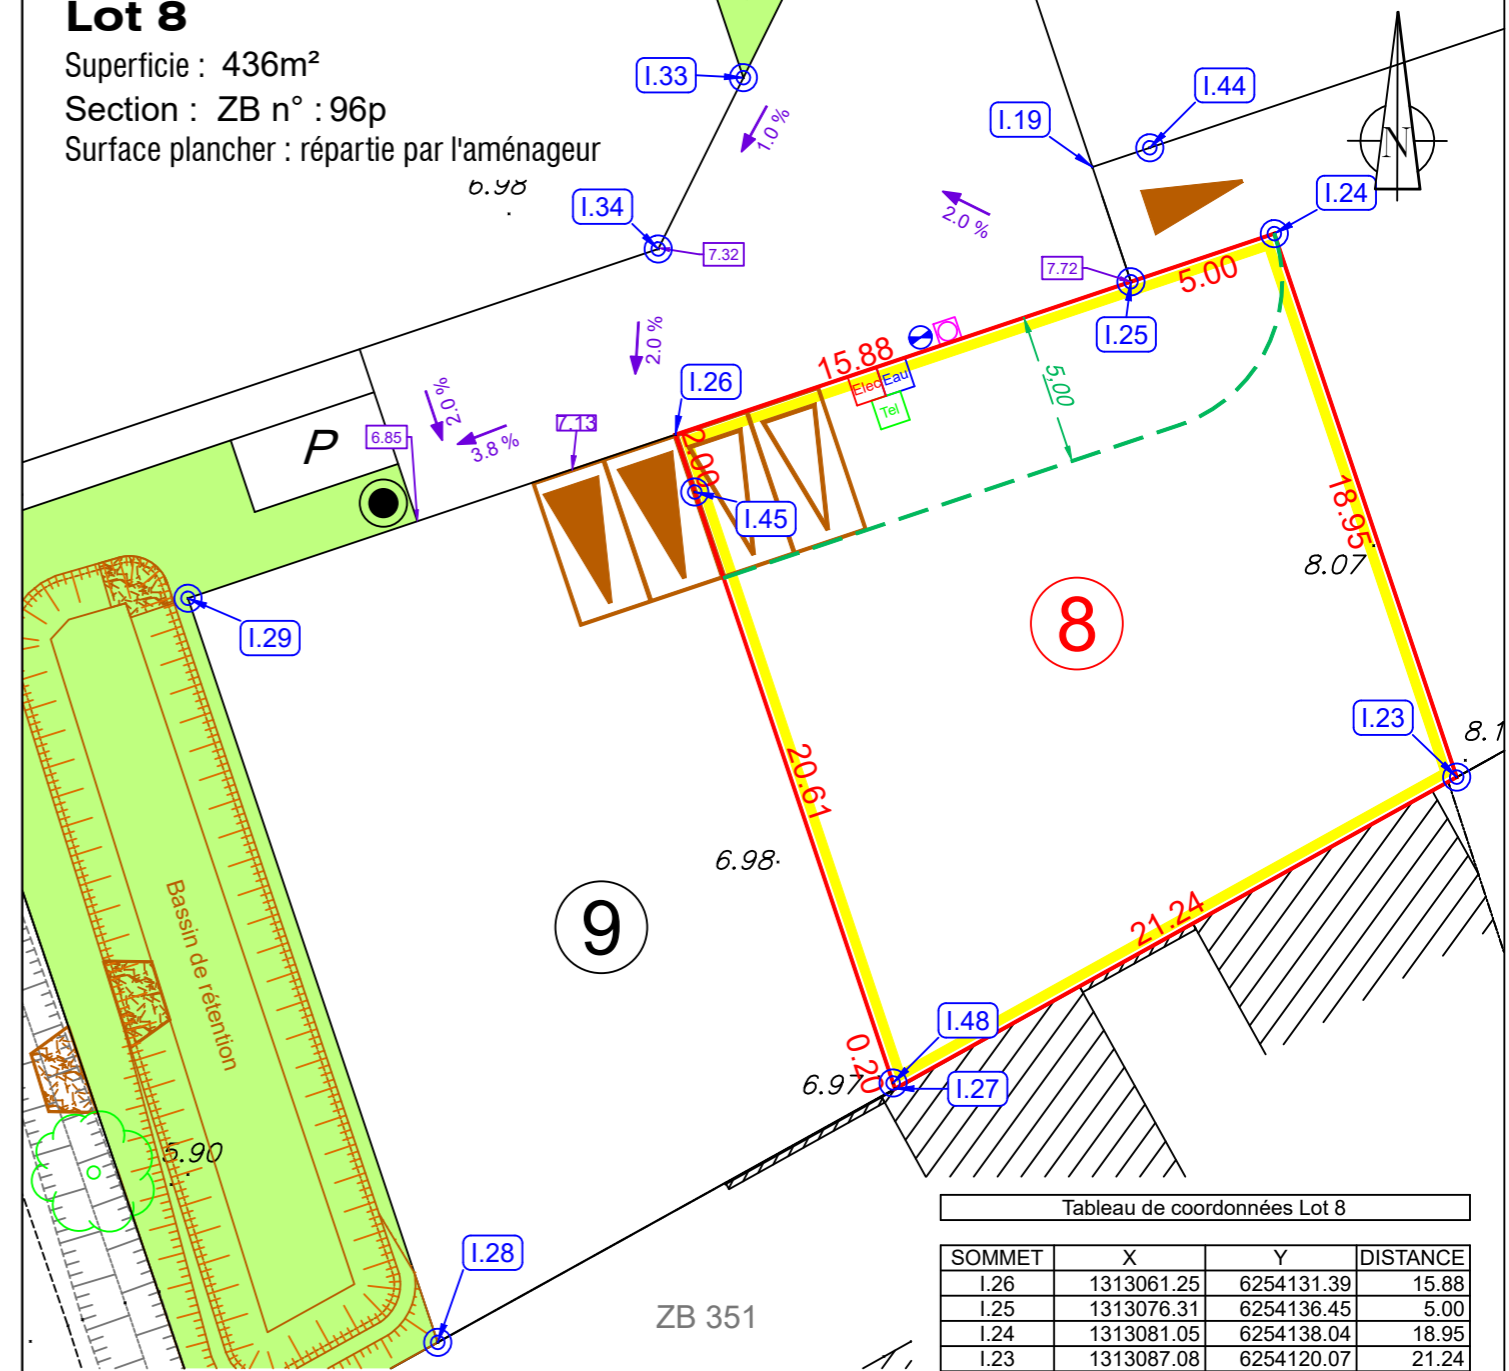 Lot 8
Superficie : 436m²
Section : ZB n° : 96p
Surface plancher : répartie par l'aménageur
6.98
I.33
1.0 %
I.44
I.19
N
I.34
7.32
2.0 %
I.24
7.72
5.00
I.25
2.0 %
15.88
Elec
Eau
Tel
5,00
I.26
2.0 %
3.8 %
7.13
6.85
P
2.00
I.45
18.95
8.07
8
I.29
I.23
8.1
20.61
6.98
9
21.24
Bassin de rétention
I.48
0.20
6.97
I.27
5.90
I.28
ZB 351
Tableau de coordonnées Lot 8
SOMMET X Y DISTANCE
I.26 1313061.25 6254131.39 15.88
I.25 1313076.31 6254136.45 5.00
I.24 1313081.05 6254138.04 18.95
I.23 1313087.08 6254120.07 21.24